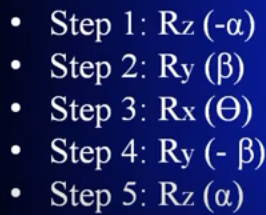 • Step 1: Rz (-α)
• Step 2: Ry (β)
• Step 3: Rx (Θ)
• Step 4: Ry (- β)
• Step 5: Rz (α)